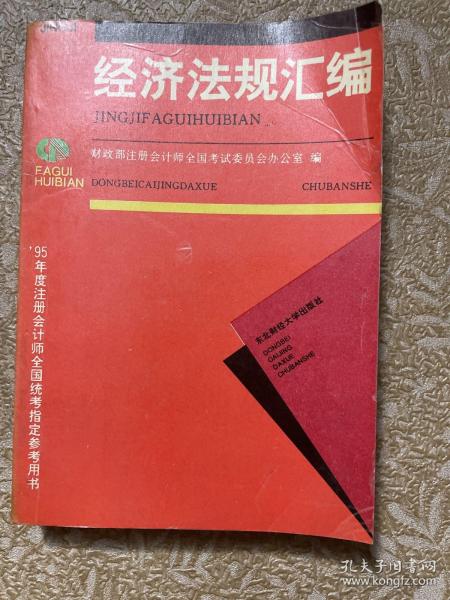 经济法规汇编
JINGJIFAGUIHUIBIAN
财政部注册会计师全国考试委员会办公室 编
DONGBEICAIJINGDAXUE CHUBANSHE
FAGUI
HUIBIAN
'95年度注册会计师全国统考指定参考用书
东北财经大学出版社
DONGBEI
CAIJING
DAXUE
CHUBANSHE
孔夫子旧书网
www.kongfz.com